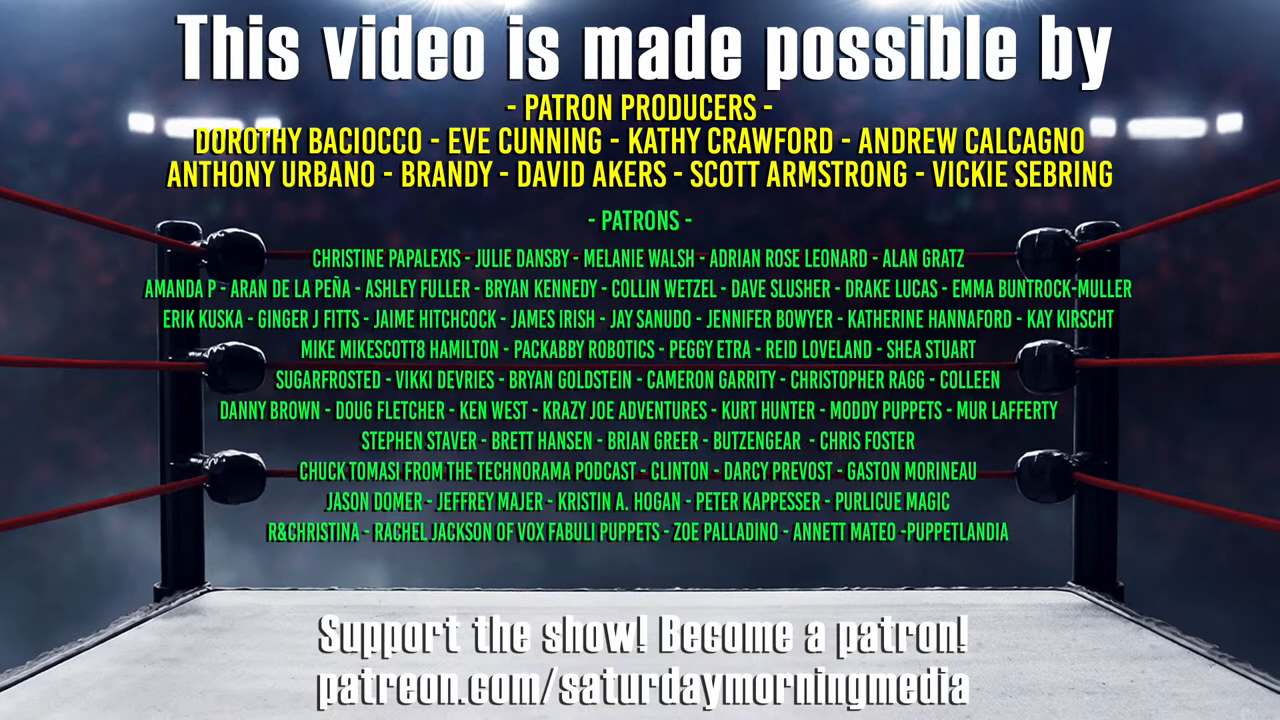 This video is made possible by
- PATRON PRODUCERS -
DOROTHY BACIOCCO - EVE CUNNING - KATHY CRAWFORD - ANDREW CALCAGNO
ANTHONY URBANO - BRANDY - DAVID AKERS - SCOTT ARMSTRONG - VICKIE SEBRING
- PATRONS -
CHRISTINE PAPALEXIS - JULIE DANSBY - MELANIE WALSH - ADRIAN ROSE LEONARD - ALAN GRATZ
AMANDA P - ARAN DE LA PEÑA - ASHLEY FULLER - BRYAN KENNEDY - COLLIN WETZEL - DAVE SLUSHER - DRAKE LUCAS - EMMA BUNTROCK-MULLER
ERIK KUSKA - GINGER J FITTS - JAIME HITCHCOCK - JAMES IRISH - JAY SANUDO - JENNIFER BOWYER - KATHERINE HANNAFORD - KAY KIRSCHT
MIKE MIKESCOTT8 HAMILTON - PACKABBY ROBOTICS - PEGGY ETRA - REID LOVELAND - SHEA STUART
SUGARFROSTED - VIKKI DEVRIES - BRYAN GOLDSTEIN - CAMERON GARRITY - CHRISTOPHER RAGG - COLLEEN
DANNY BROWN - DOUG FLETCHER - KEN WEST - KRAZY JOE ADVENTURES - KURT HUNTER - MODDY PUPPETS - MUR LAFFERTY
STEPHEN STAVER - BRETT HANSEN - BRIAN GREER - BUTZENGEAR - CHRIS FOSTER
CHUCK TOMASI FROM THE TECHNORAMA PODCAST - CLINTON - DARCY PREVOST - GASTON MORINEAU
JASON DOMER - JEFFREY MAJER - KRISTIN A. HOGAN - PETER KAPPESSER - PURLICUE MAGIC
R&CHRISTINA - RACHEL JACKSON OF VOX FABULI PUPPETS - ZOE PALLADINO - ANNETT MATEO -PUPPETLANDIA
Support the show! Become a patron!
patreon.com/saturdaymorningmedia